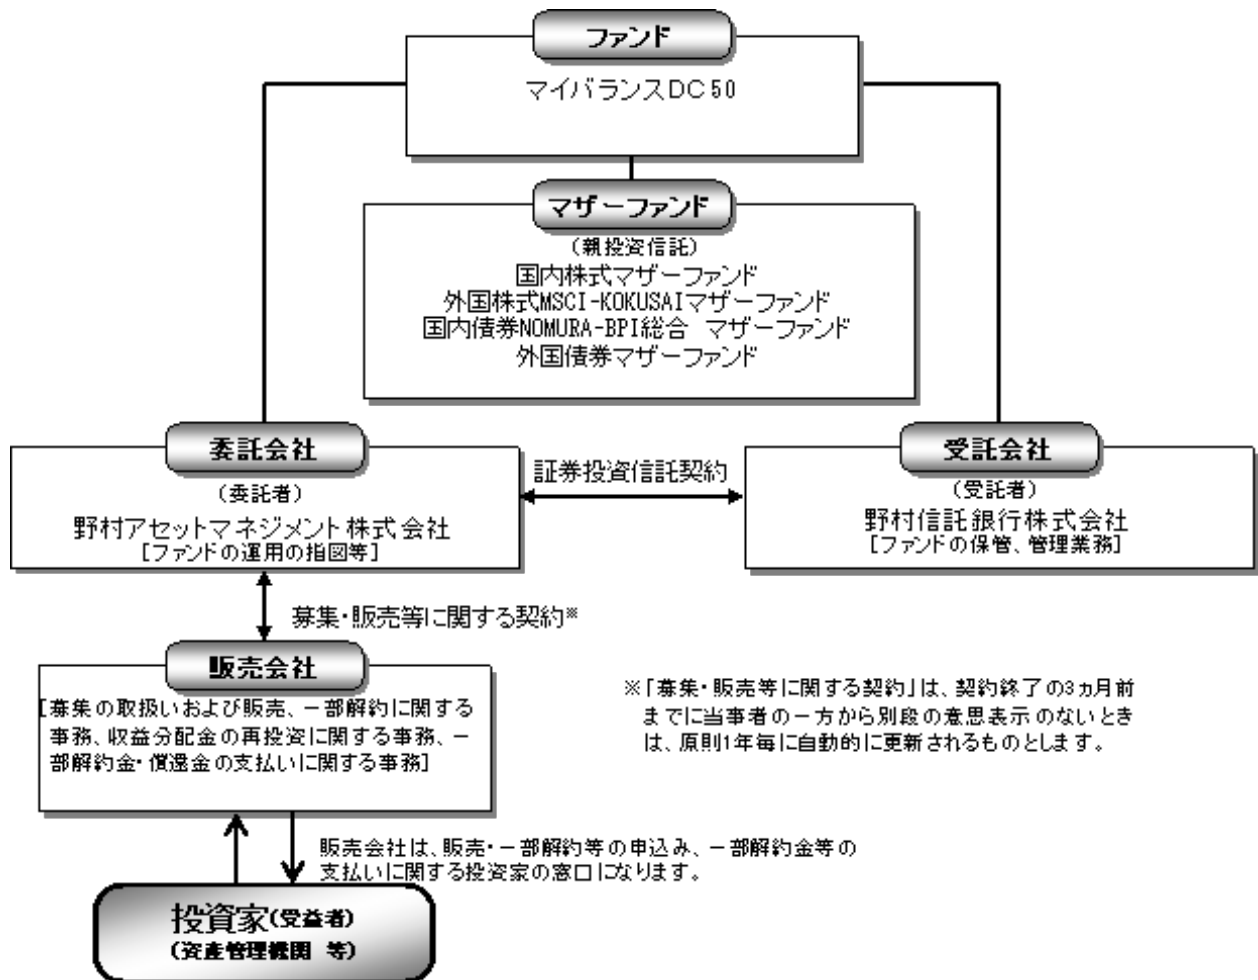 ファンド
マイバランスDC50
マザーファンド
(親投資信託)
国内株式マザーファンド
外国株式MSCI-KOKUSAIマザーファンド
国内債券NOMURA-BPI総合 マザーファンド
外国債券マザーファンド
委託会社
(委託者)
野村アセットマネジメント株式会社
[ファンドの運用の指図等]
証券投資信託契約
受託会社
(受託者)
野村信託銀行株式会社
[ファンドの保管、管理業務]
募集・販売等に関する契約※
販売会社
[募集の取扱いおよび販売、一部解約に関する
事務、収益分配金の再投資に関する事務、一
部解約金・償還金の支払いに関する事務]
※「募集・販売等に関する契約」は、契約終了の3ヵ月前
までに当事者の一方から別段の意思表示のないとき
は、原則1年毎に自動的に更新されるものとします。
販売会社は、販売・一部解約等の申込み、一部解約金等の
支払いに関する投資家の窓口になります。
投資家(受益者)
(資産管理機関 等)